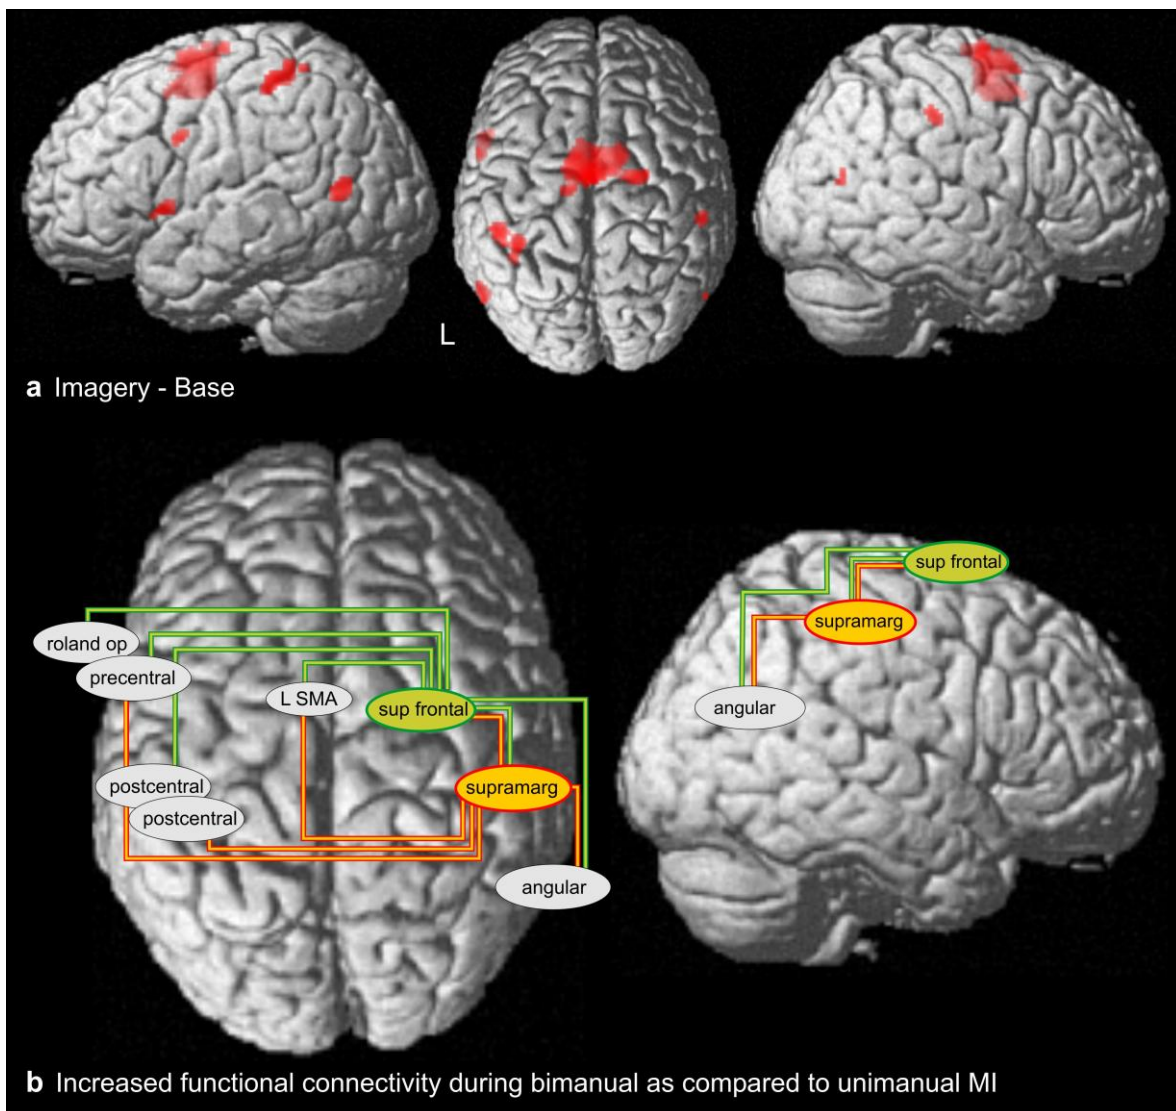 L
a Imagery - Base
roland op
precentral
L SMA
sup frontal
postcentral
supramarg
postcentral
angular
sup frontal
supramarg
angular
b Increased functional connectivity during bimanual as compared to unimanual MI